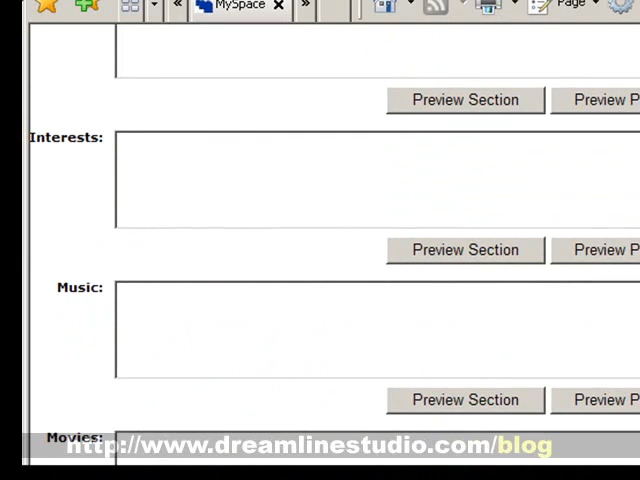 « MySpace × » Page
Preview Section Preview P
Interests:
Preview Section Preview P
Music:
Preview Section Preview P
Movies:
http://www.dreamlinestudio.com/blog